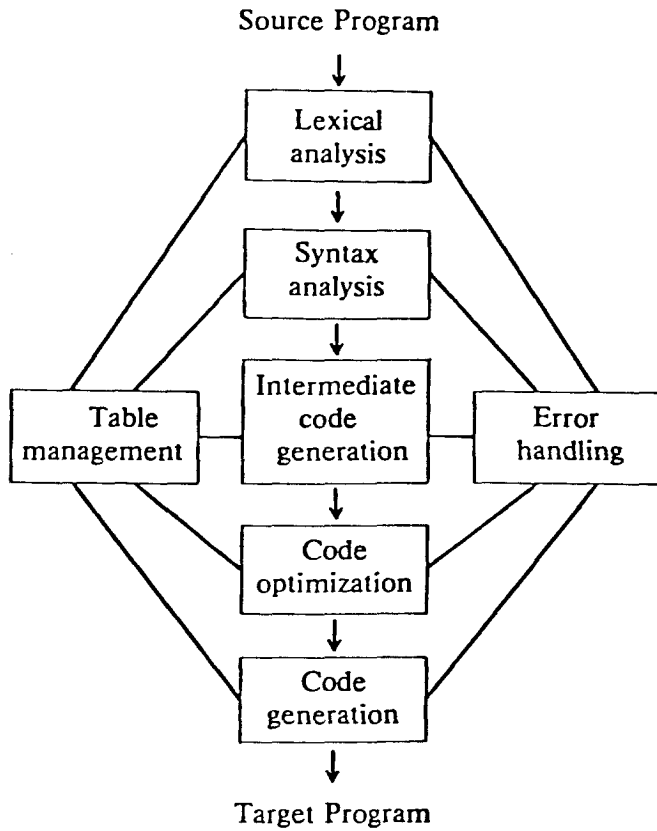 Source Program
Lexical
analysis
Syntax
analysis
Intermediate
code
generation
Table
management
Error
handling
Code
optimization
Code
generation
Target Program